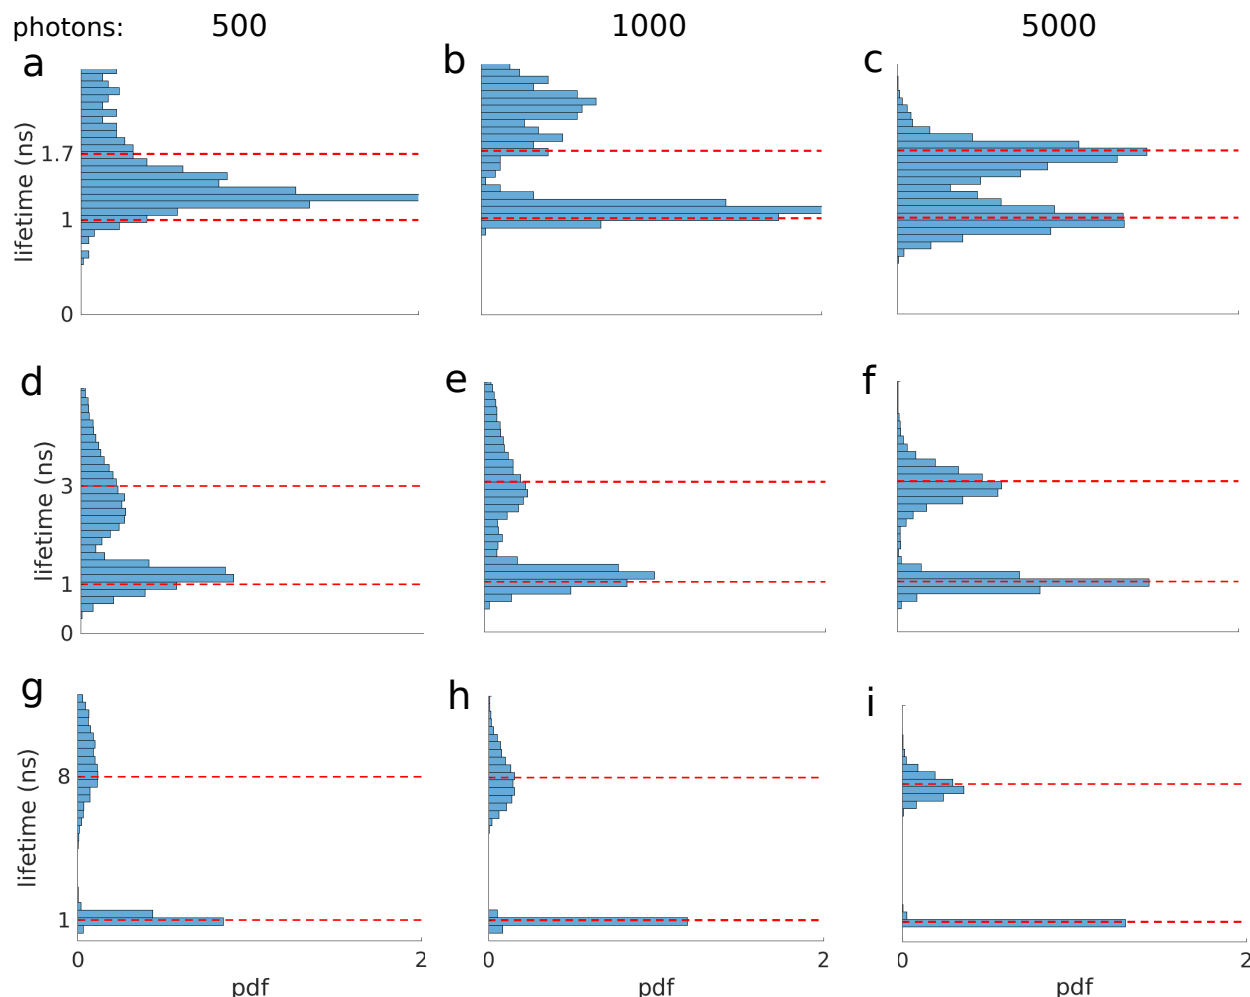 photons: 500 1000 5000
a b c
lifetime (ns)
1.7
1
0
d e f
lifetime (ns)
3
1
0
g h i
lifetime (ns)
8
1
0 2 0 2 0 2
pdf pdf pdf